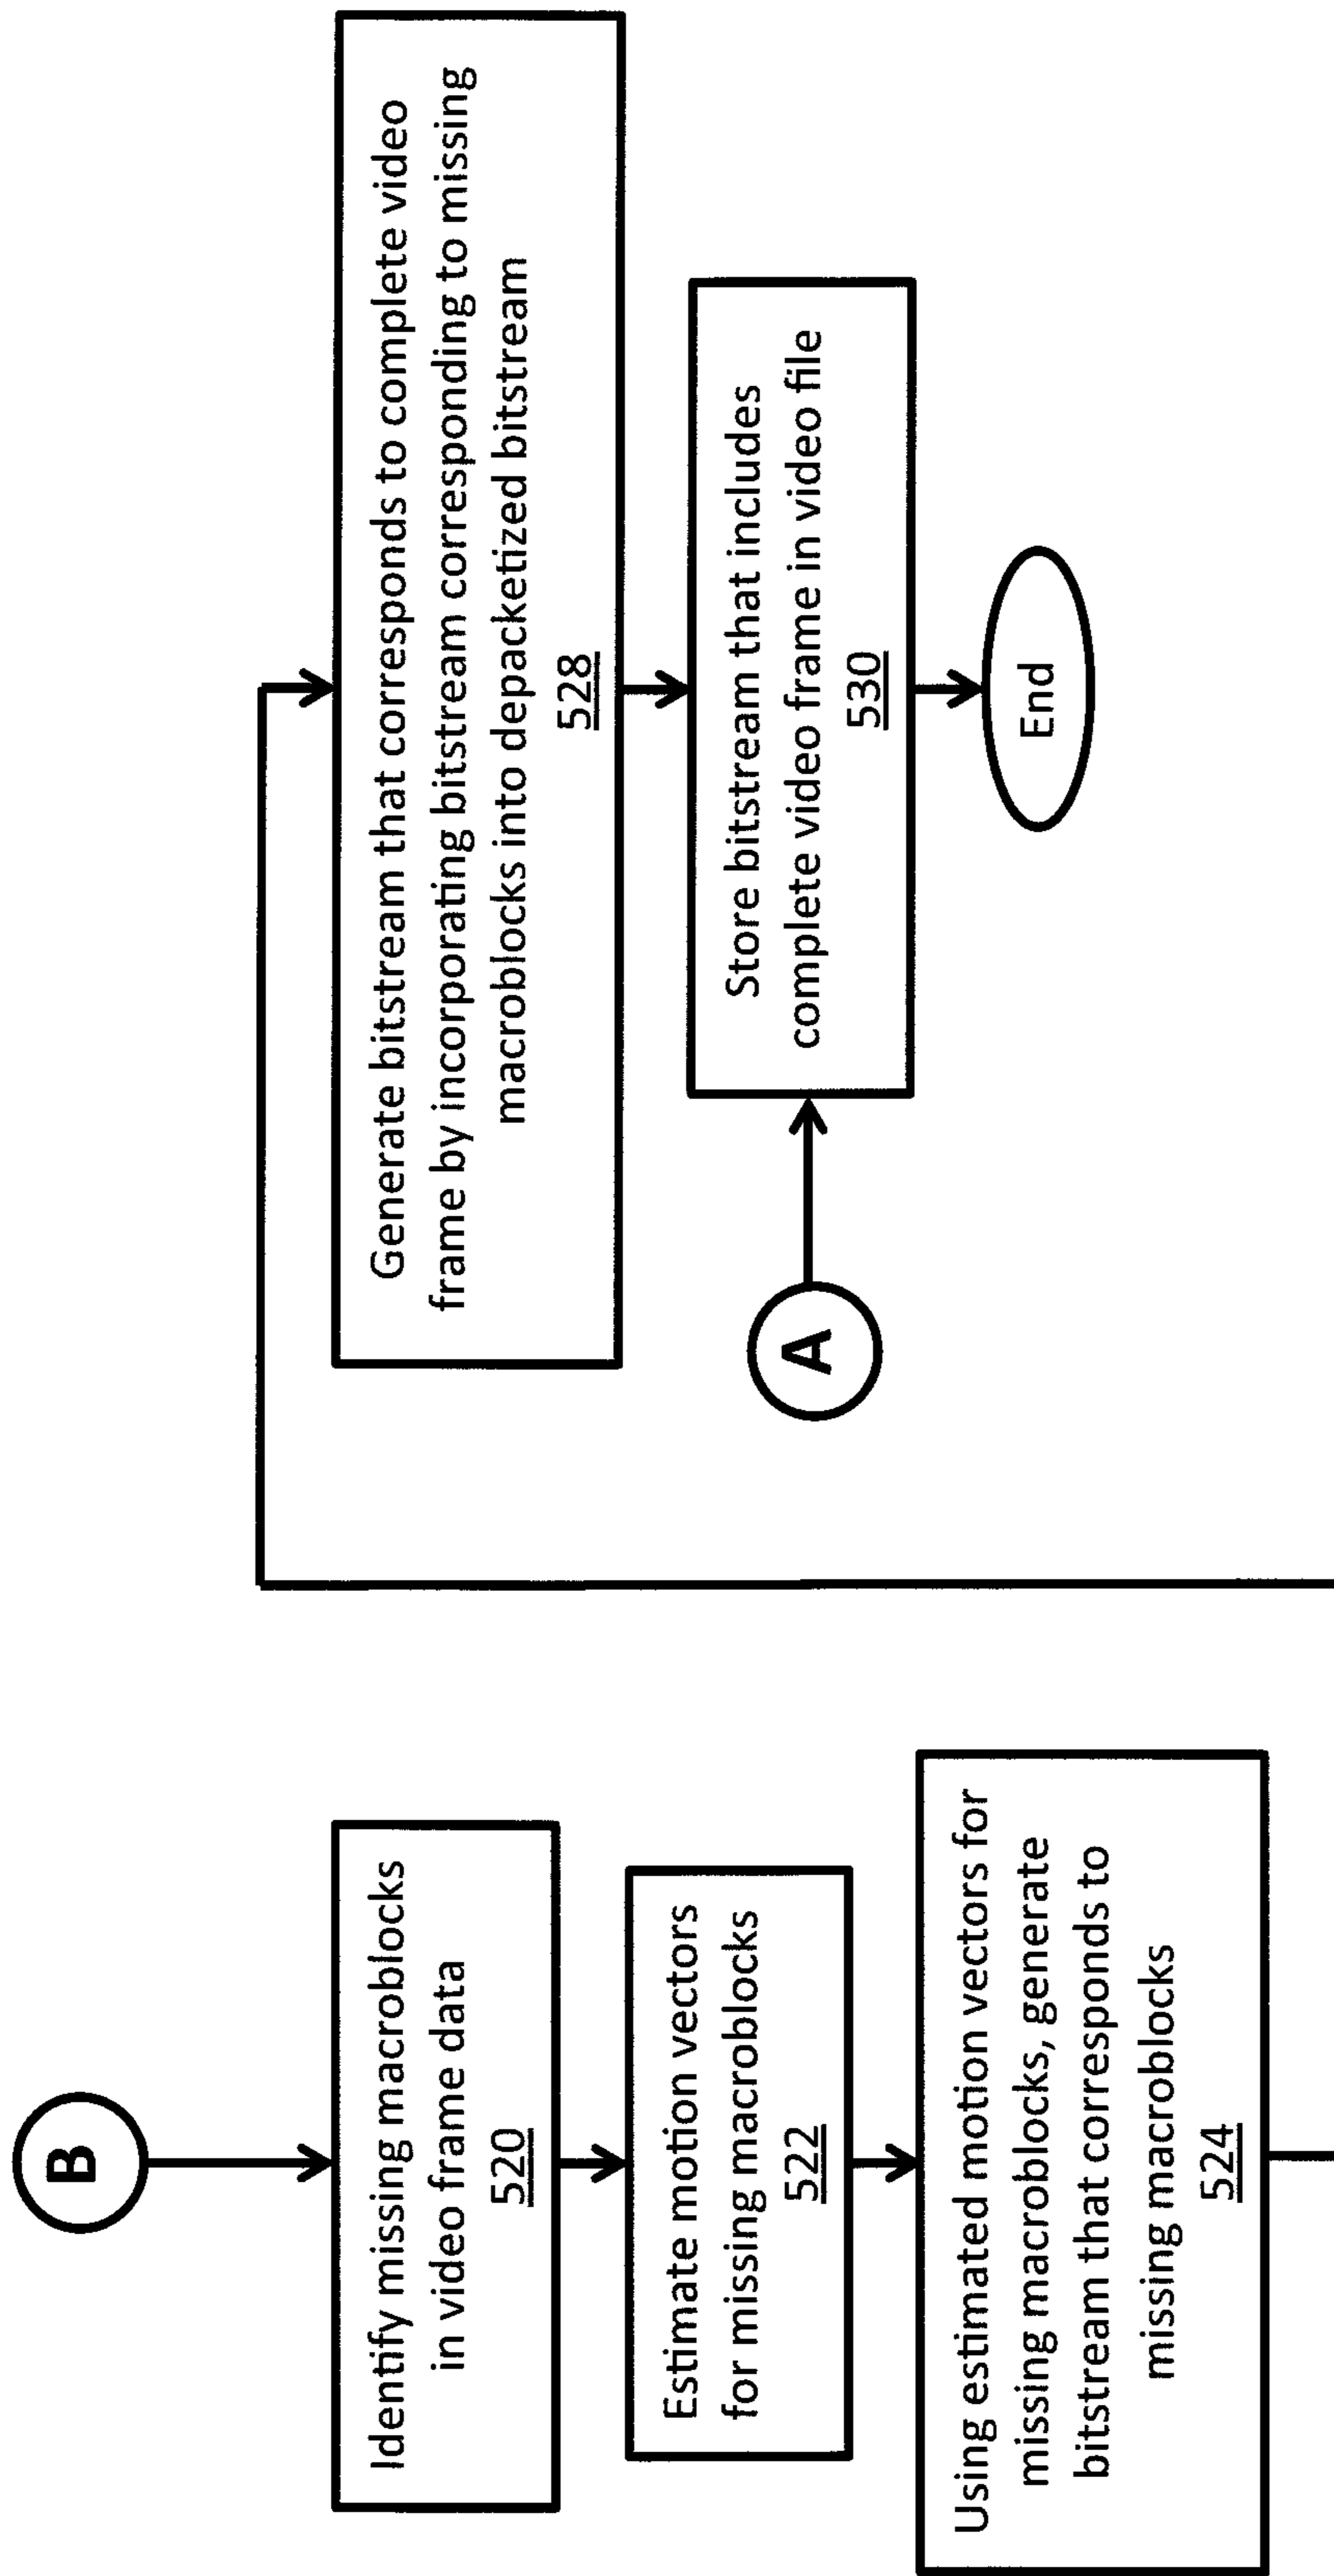 B
Identify missing macroblocks
in video frame data
520
Estimate motion vectors
for missing macroblocks
522
Using estimated motion vectors for
missing macroblocks, generate
bitstream that corresponds to
missing macroblocks
524
Generate bitstream that corresponds to complete video
frame by incorporating bitstream corresponding to missing
macroblocks into depacketized bitstream
528
A
Store bitstream that includes
complete video frame in video file
530
End